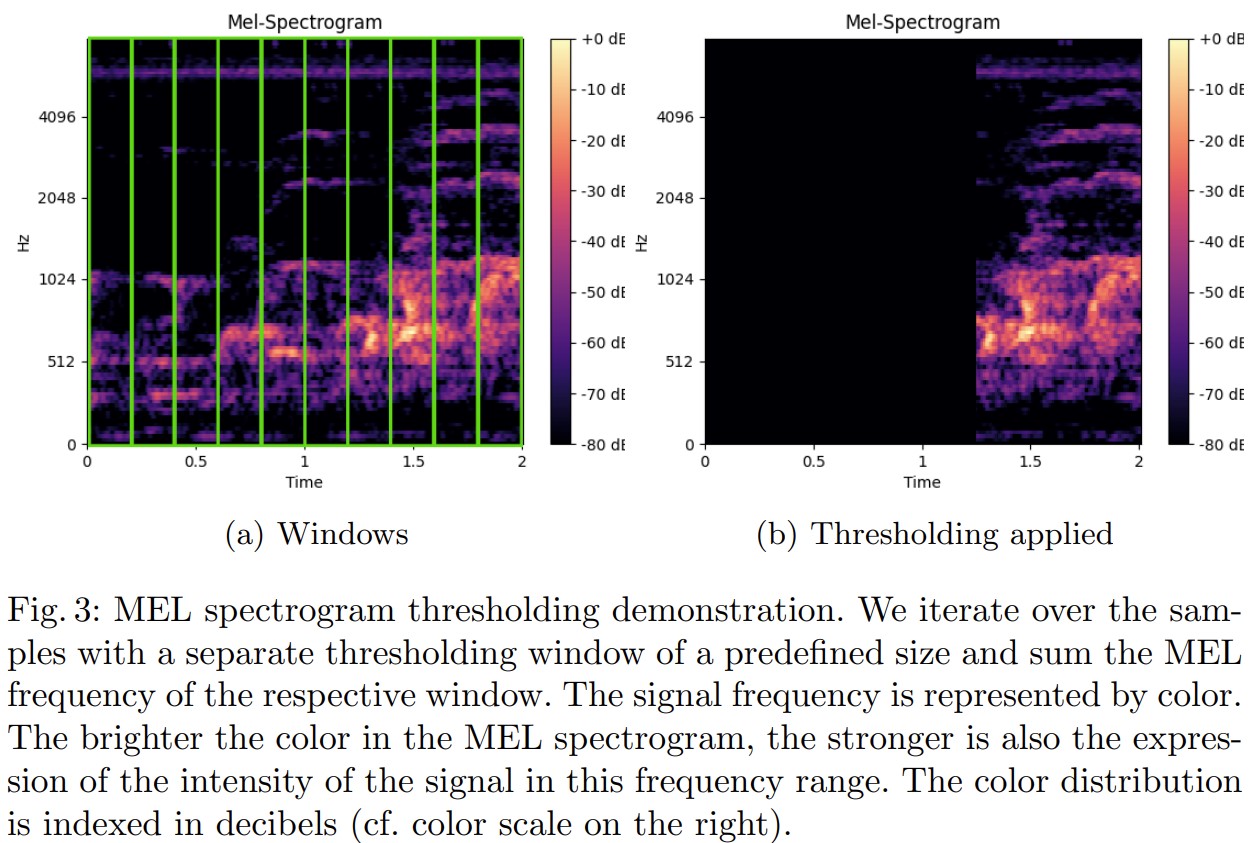 Mel-Spectrogram
Hz
4096
2048
1024
512
0
0 0.5 1 1.5 2
Time
+0 dB
-10 dB
-20 dB
-30 dB
-40 dB
-50 dB
-60 dB
-70 dB
-80 dB
(a) Windows
Mel-Spectrogram
Hz
4096
2048
1024
512
0
0 0.5 1 1.5 2
Time
+0 dB
-10 dB
-20 dB
-30 dB
-40 dB
-50 dB
-60 dB
-70 dB
-80 dB
(b) Thresholding applied
Fig. 3: MEL spectrogram thresholding demonstration. We iterate over the sam-
ples with a separate thresholding window of a predefined size and sum the MEL
frequency of the respective window. The signal frequency is represented by color.
The brighter the color in the MEL spectrogram, the stronger is also the expres-
sion of the intensity of the signal in this frequency range. The color distribution
is indexed in decibels (cf. color scale on the right).